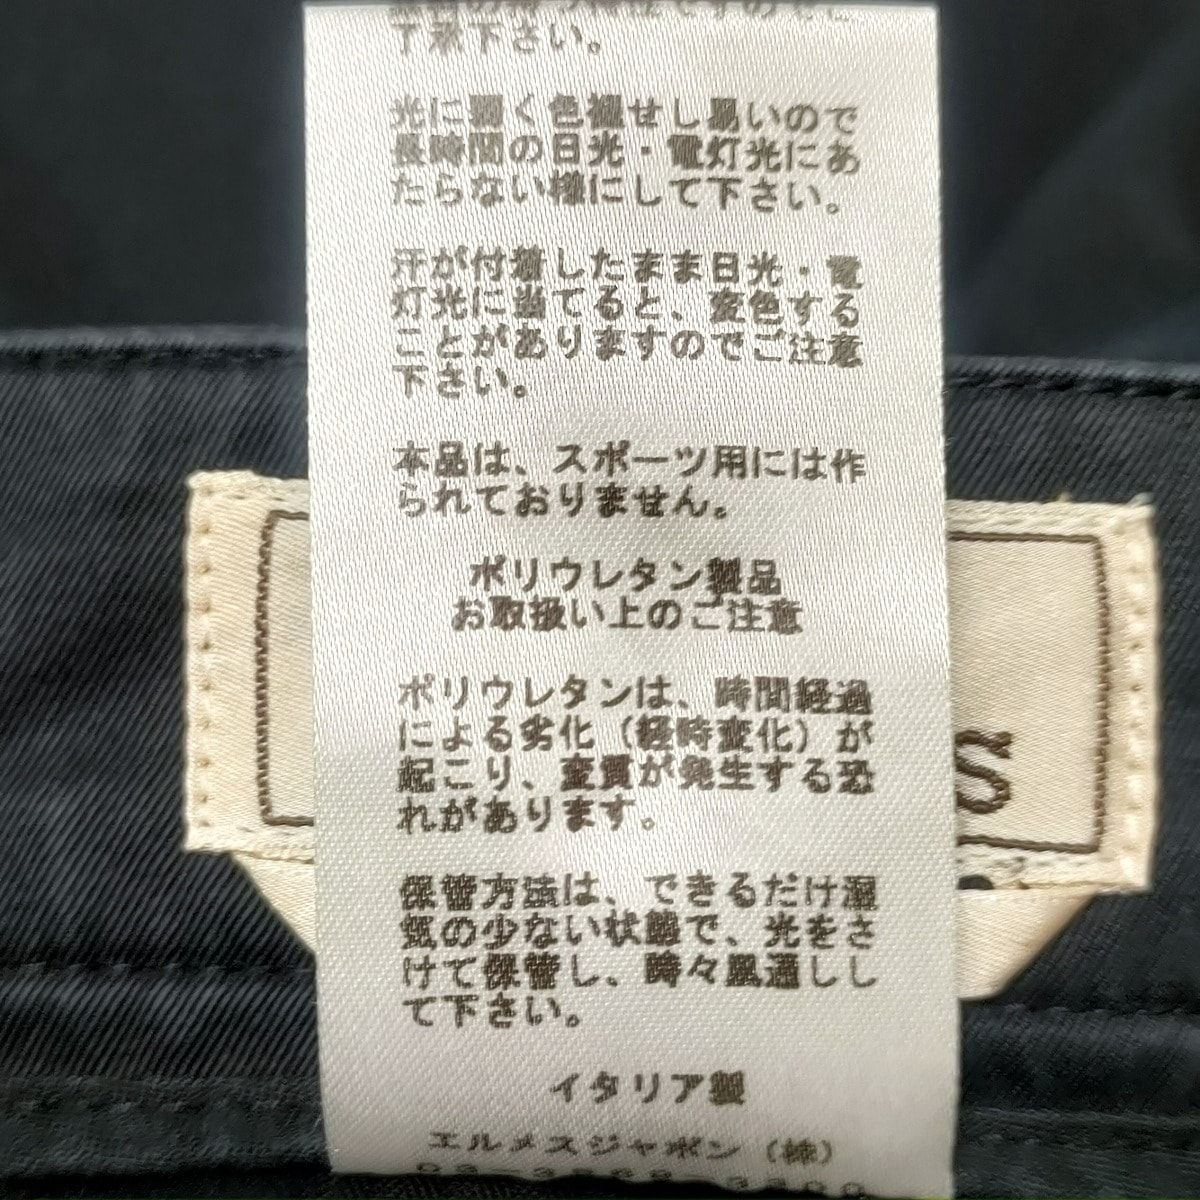 了承下さい。
光に弱く色褪せし易いので
長時間の日光・電灯光にあ
たらない様にして下さい。
汗が付着したまま日光・電
灯光に当てると、変色する
ことがありますのでご注意
下さい。
本品は、スポーツ用には作
られておりません。
ポリウレタン製品
お取扱い上のご注意
ポリウレタンは、時間経過
による劣化（経時変化）が
起こり、変質が発生する恐
れがあります。
保管方法は、できるだけ湿
気の少ない状態で、光をさ
けて保管し、時々風通しし
て下さい。
イタリア製
エルメスジャポン（株）
S